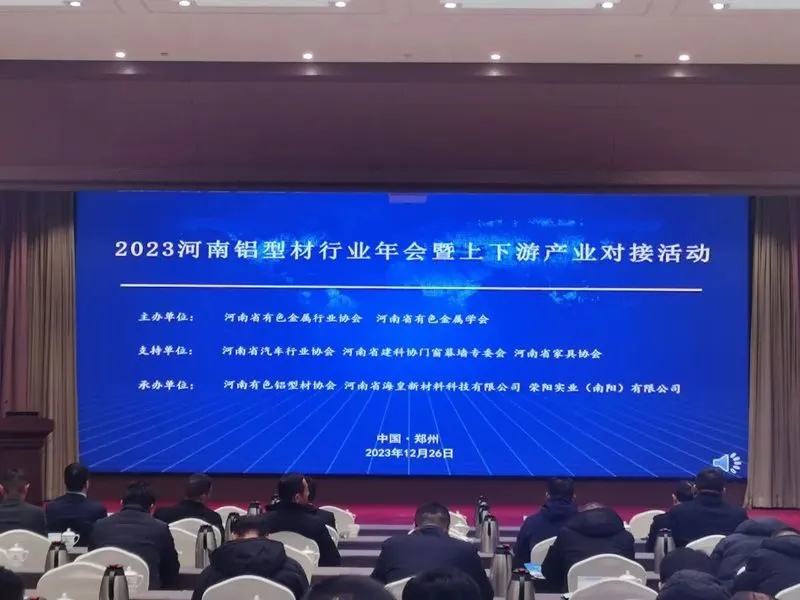 2023河南铝型材行业年会暨上下游产业对接活动
主办单位： 河南省有色金属行业协会 河南省有色金属学会
支持单位： 河南省汽车行业协会 河南省建科协门窗幕墙专委会 河南省家具协会
承办单位： 河南有色铝型材协会 河南省海皇新材料科技有限公司 荥阳实业（南阳）有限公司
中国·郑州
2023年12月26日